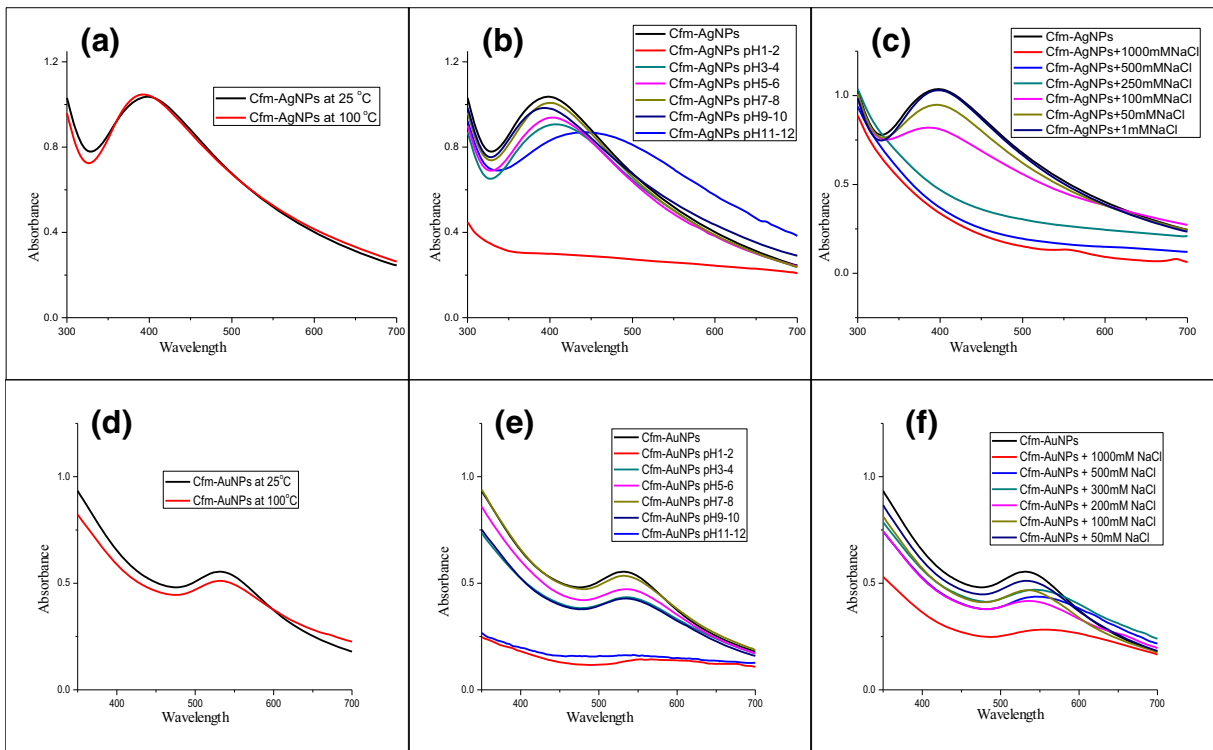 (a)
Cfm-AgNPs at 25 °C
Cfm-AgNPs at 100 °C
1.2
0.8
0.4
0.0
Absorbance
300 400 500 600 700
Wavelength
(b)
Cfm-AgNPs
Cfm-AgNPs pH1-2
Cfm-AgNPs pH3-4
Cfm-AgNPs pH5-6
Cfm-AgNPs pH7-8
Cfm-AgNPs pH9-10
Cfm-AgNPs pH11-12
1.2
0.8
0.4
0.0
Absorbance
300 400 500 600 700
Wavelength
(c)
Cfm-AgNPs
Cfm-AgNPs+1000mMNaCl
Cfm-AgNPs+500mMNaCl
Cfm-AgNPs+250mMNaCl
Cfm-AgNPs+100mMNaCl
Cfm-AgNPs+50mMNaCl
Cfm-AgNPs+1mMNaCl
1.0
0.5
0.0
Absorbance
300 400 500 600 700
Wavelength
(d)
Cfm-AuNPs at 25°C
Cfm-AuNPs at 100°C
1.0
0.5
0.0
Absorbance
400 500 600 700
Wavelength
(e)
Cfm-AuNPs
Cfm-AuNPs pH1-2
Cfm-AuNPs pH3-4
Cfm-AuNPs pH5-6
Cfm-AuNPs pH7-8
Cfm-AuNPs pH9-10
Cfm-AuNPs pH11-12
1.0
0.5
0.0
Absorbance
400 500 600 700
Wavelength
(f)
Cfm-AuNPs
Cfm-AuNPs + 1000mM NaCl
Cfm-AuNPs + 500mM NaCl
Cfm-AuNPs + 300mM NaCl
Cfm-AuNPs + 200mM NaCl
Cfm-AuNPs + 100mM NaCl
Cfm-AuNPs + 50mM NaCl
1.0
0.5
0.0
Absorbance
400 500 600 700
Wavelength